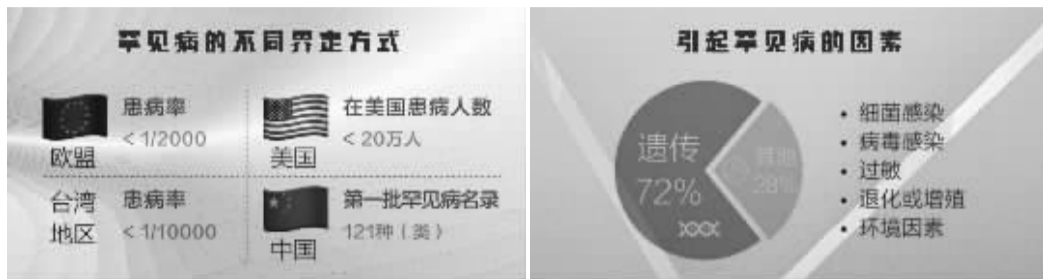 罕见病的不同界定方式
患病率
< 1/2000
欧盟
在美国患病人数
< 20万人
美国
台湾
地区
患病率
< 1/10000
第一批罕见病名录
121种（类）
中国
引起罕见病的因素
遗传
72%
其他
28%
• 细菌感染
• 病毒感染
• 过敏
• 退化或增殖
• 环境因素